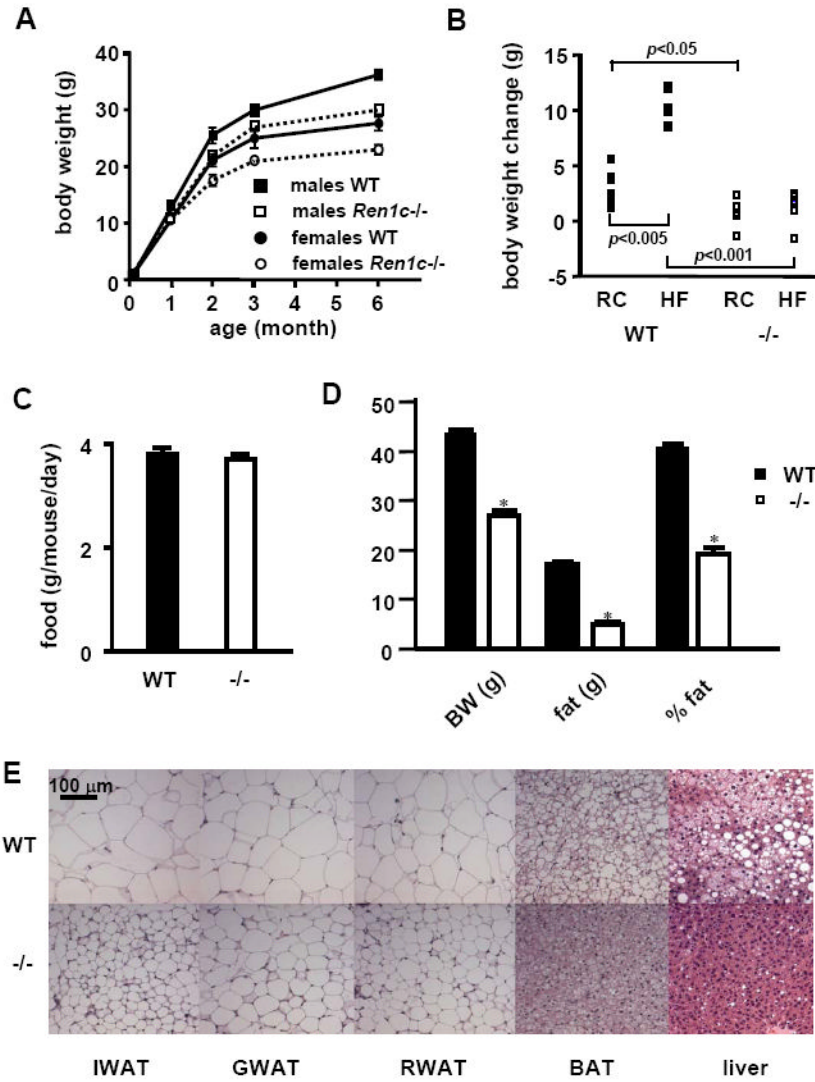 A
body weight (g)
40
30
20
10
0
0 1 2 3 4 5 6
age (month)
males WT
males Ren1c-/-
females WT
females Ren1c-/-
B
body weight change (g)
15
10
5
0
-5
p<0.05
p<0.005
p<0.001
RC HF RC HF
WT -/-
C
food (g/mouse/day)
4
2
0
WT -/-
D
50
40
30
20
10
0
* * *
WT
-/-
BW (g) fat (g) % fat
E
100 μm
WT
-/-
IWAT GWAT RWAT BAT liver